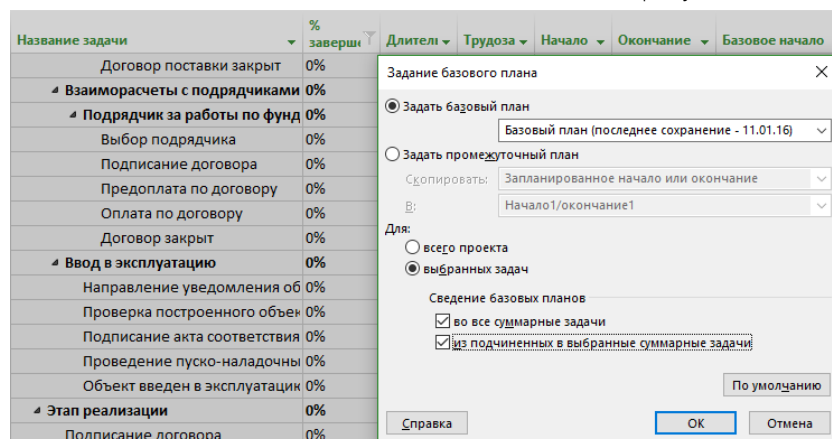 Название задачи
%
заверше
Длителі
Трудоза
Начало
Окончание
Базовое начало
Договор поставки закрыт 0%
Взаиморасчеты с подрядчиками 0%
Подрядчик за работы по фунд 0%
Выбор подрядчика 0%
Подписание договора 0%
Предоплата по договору 0%
Оплата по договору 0%
Договор закрыт 0%
Ввод в эксплуатацию 0%
Направление уведомления об 0%
Проверка построенного объек 0%
Подписание акта соответствия 0%
Проведение пуско-наладочны 0%
Объект введен в эксплуатацик 0%
Этап реализации 0%
Подписание договора 0%
Задание базового плана
Задать базовый план
Базовый план (последнее сохранение - 11.01.16)
Задать промежуточный план
Скопировать: Запланированное начало или окончание
В: Начало1/окончание1
Для:
всего проекта
выбранных задач
Сведение базовых планов
во все суммарные задачи
из подчиненных в выбранные суммарные задачи
По умолчанию
Справка
ОК
Отмена